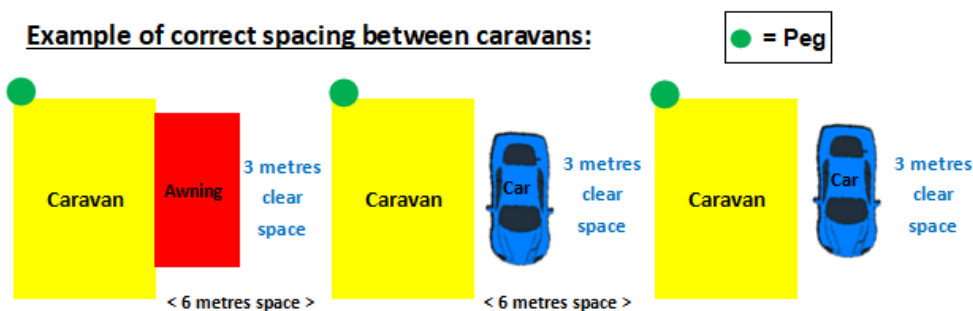 Example of correct spacing between caravans:
= Peg
Caravan
Awning
3 metres
clear
space
Caravan
Car
3 metres
clear
space
Caravan
Car
3 metres
clear
space
< 6 metres space >
< 6 metres space >